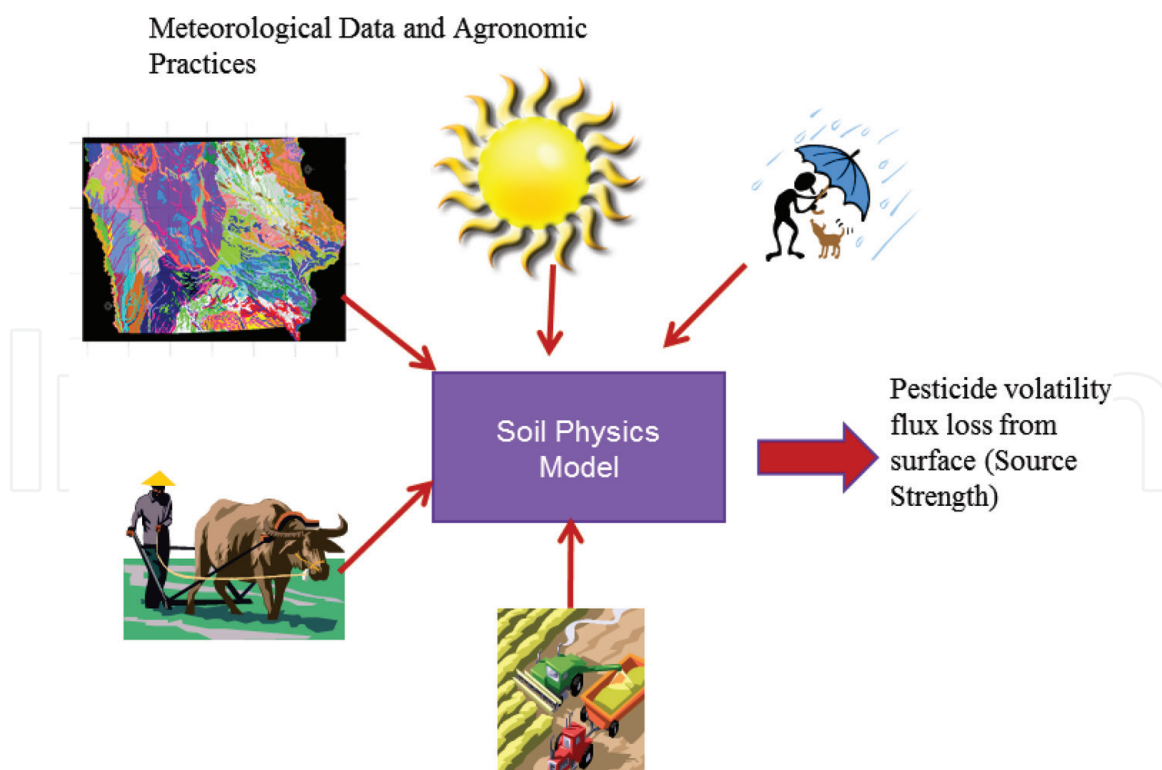 Meteorological Data and Agronomic
Practices
Soil Physics
Model
Pesticide volatility
flux loss from
surface (Source
Strength)